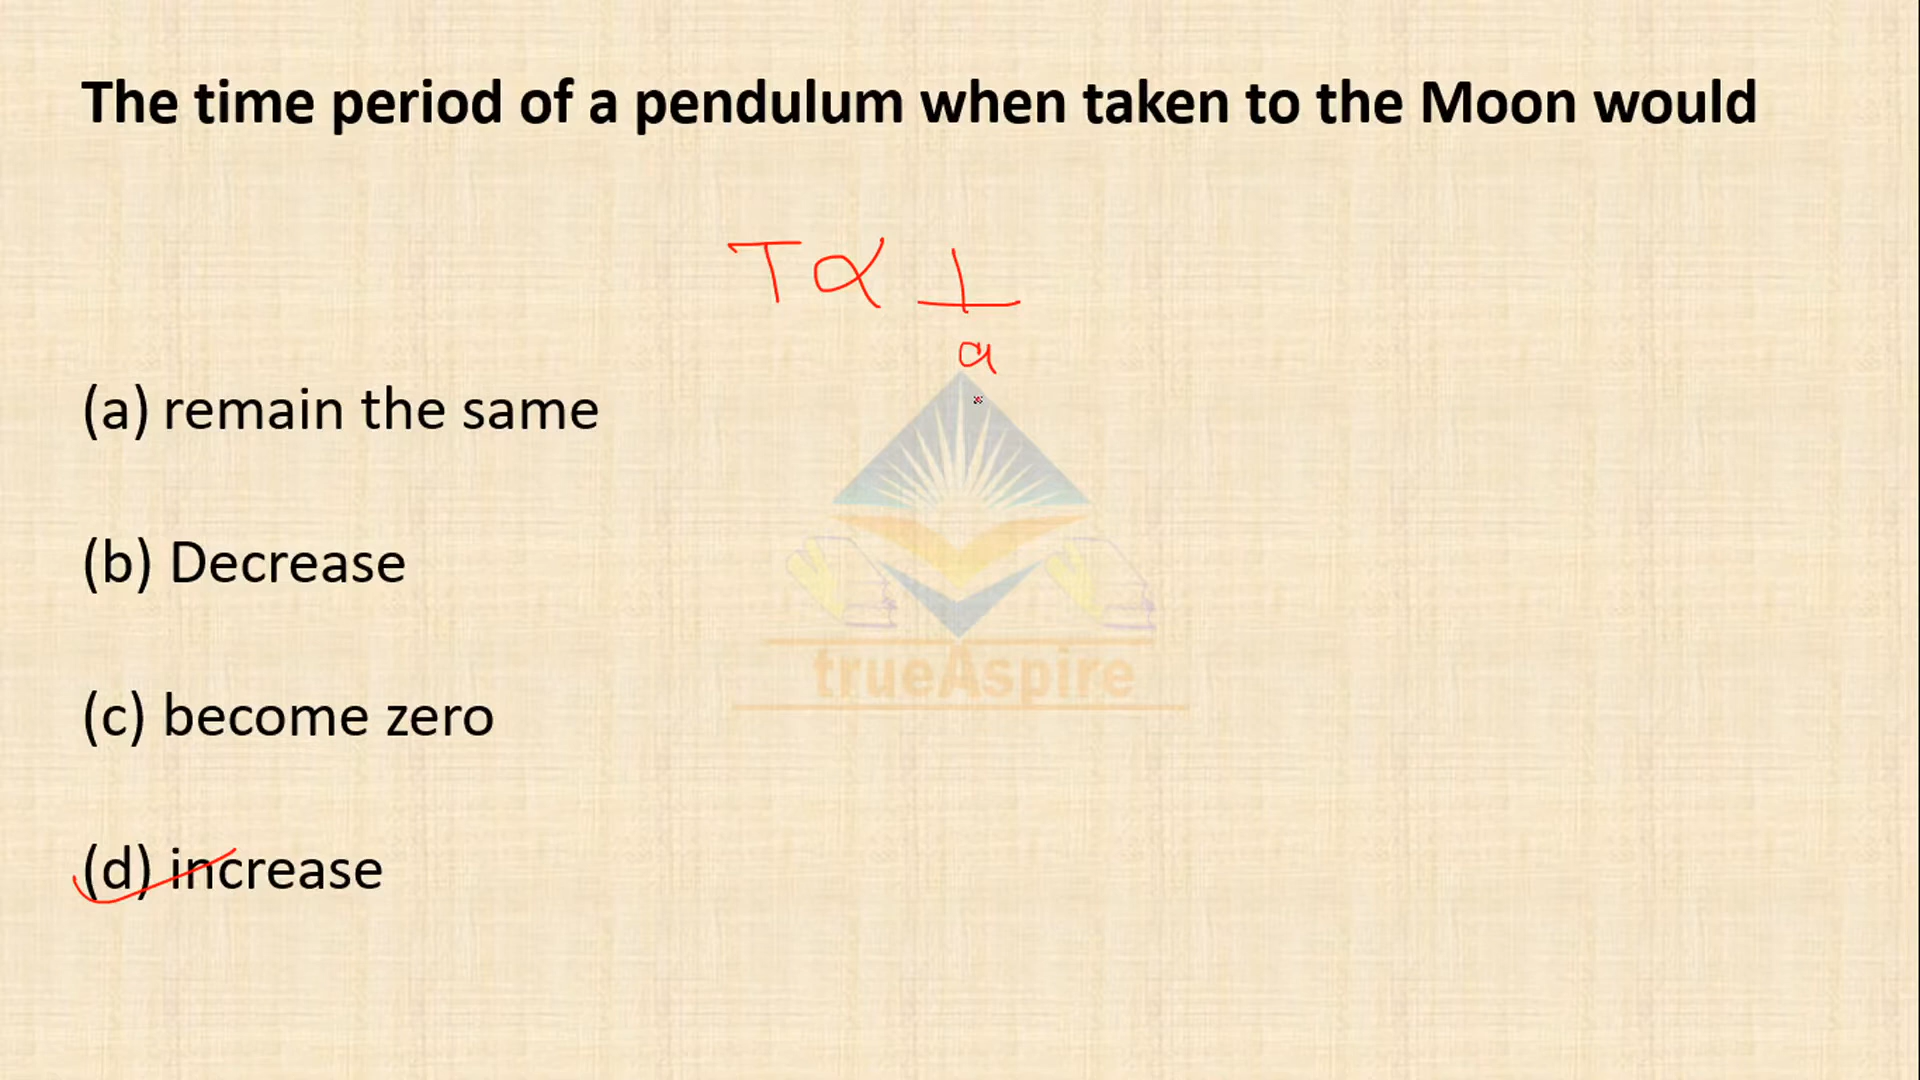 The time period of a pendulum when taken to the Moon would
T ∝ 1
a
(a) remain the same
(b) Decrease
trueAspire
(c) become zero
(d) increase